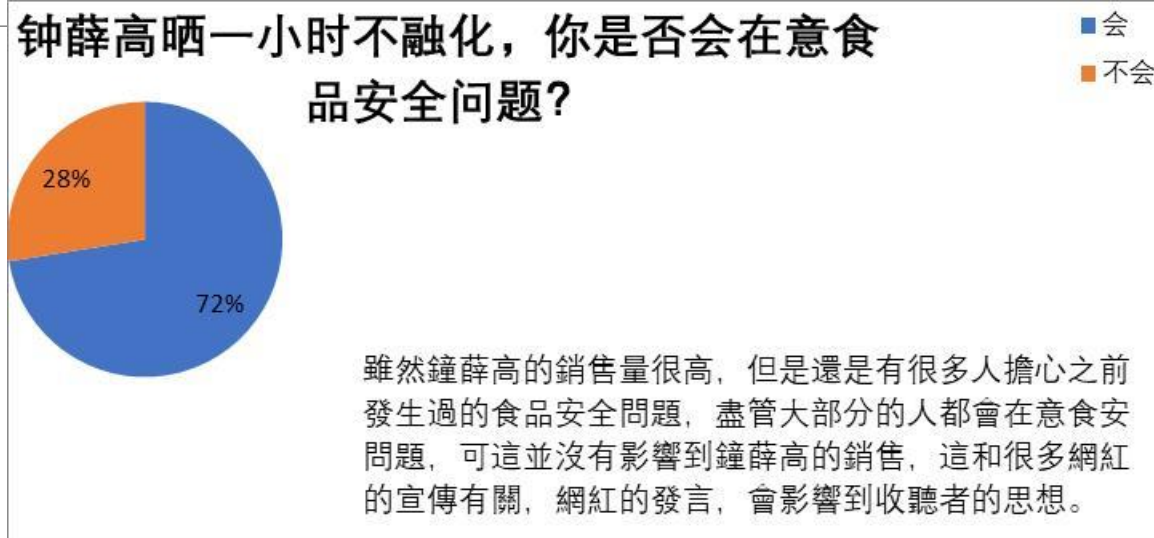 钟薛高晒一小时不融化，你是否会在意食
品安全问题?
会
不会
28%
72%
雖然鐘薛高的銷售量很高，但是還是有很多人擔心之前
發生過的食品安全問題，盡管大部分的人都會在意食安
問題，可這並沒有影響到鐘薛高的銷售，這和很多網紅
的宣傳有關，網紅的發言，會影響到收聽者的思想。